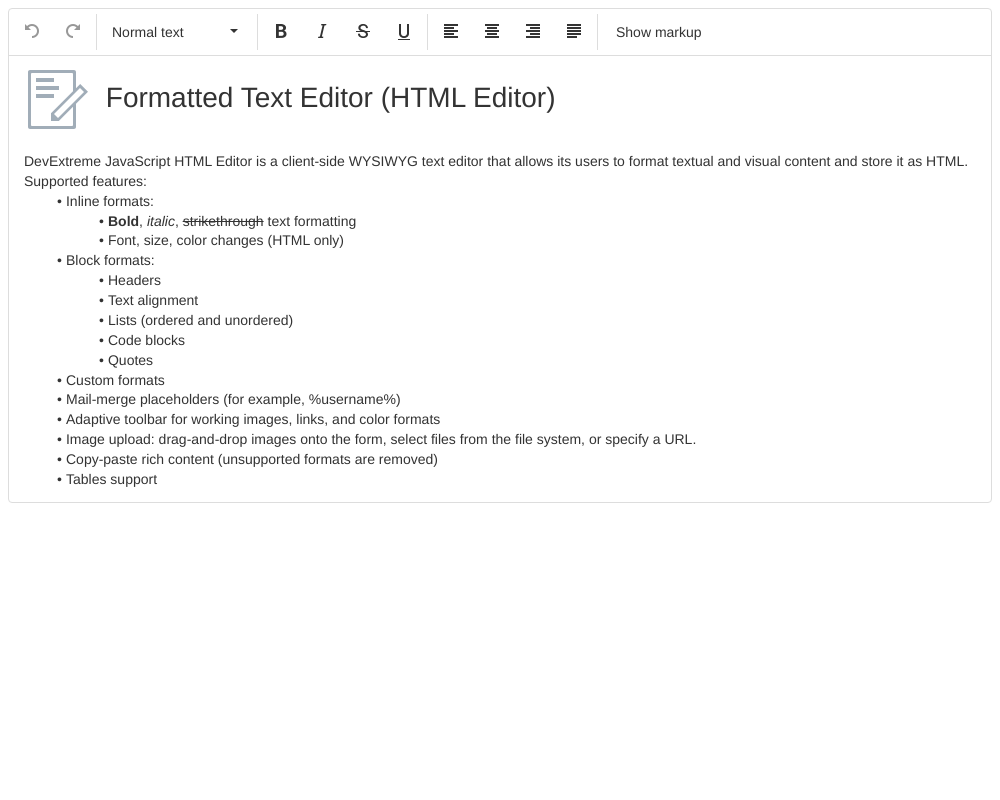 Normal text
B I S U
Show markup
Formatted Text Editor (HTML Editor)
DevExtreme JavaScript HTML Editor is a client-side WYSIWYG text editor that allows its users to format textual and visual content and store it as HTML.
Supported features:
• Inline formats:
• Bold, italic, strikethrough text formatting
• Font, size, color changes (HTML only)
• Block formats:
• Headers
• Text alignment
• Lists (ordered and unordered)
• Code blocks
• Quotes
• Custom formats
• Mail-merge placeholders (for example, %username%)
• Adaptive toolbar for working images, links, and color formats
• Image upload: drag-and-drop images onto the form, select files from the file system, or specify a URL.
• Copy-paste rich content (unsupported formats are removed)
• Tables support